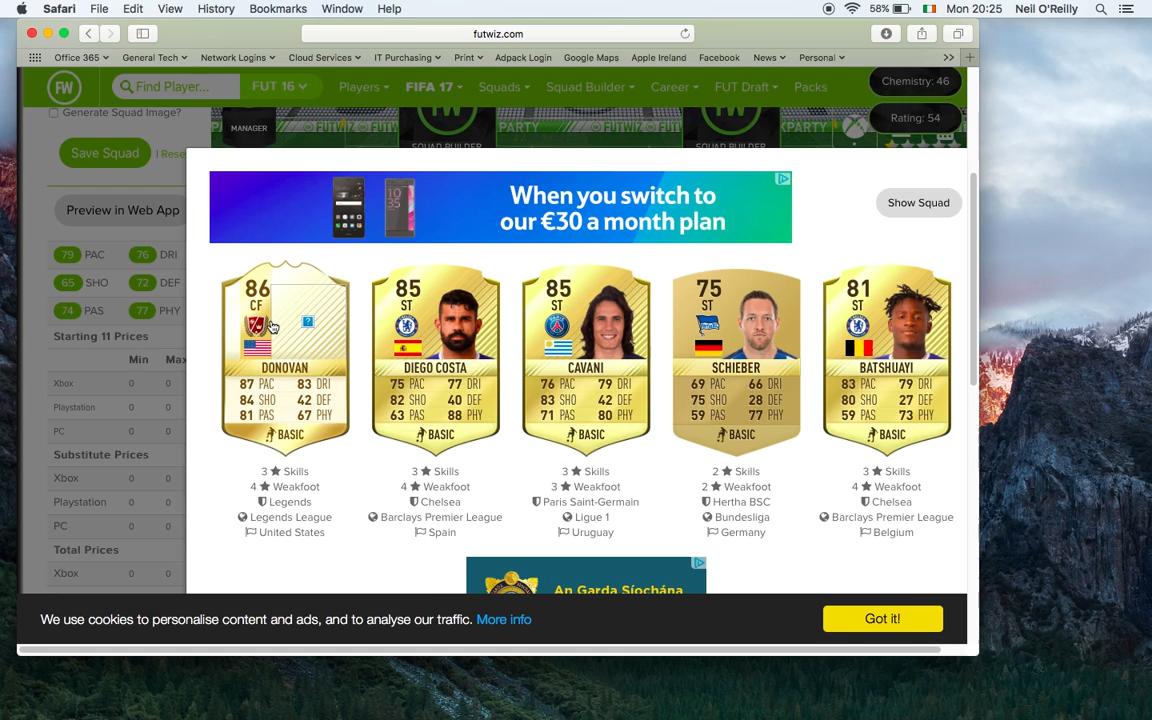 Safari File Edit View History Bookmarks Window Help 58% Mon 20:25 Neil O'Reilly
futwiz.com
Office 365 General Tech Network Logins Cloud Services IT Purchasing Print Adpack Login Google Maps Apple Ireland Facebook News Personal
FW Find Player... FUT 16 Players FIFA 17 Squads Squad Builder Career FUT Draft Packs Chemistry: 46
Generate Squad Image?
MANAGER
Rating: 54
SQUAD BUILDER SQUAD BUILDER
Save Squad | Rese
Preview in Web App
79 PAC 76 DRI
65 SHO 72 DEF
74 PAS 77 PHY
Starting 11 Prices
Min Max
Xbox 0 0
Playstation 0 0
PC 0 0
Substitute Prices
Xbox 0 0
Playstation 0 0
PC 0 0
Total Prices
Xbox 0 0
When you switch to
our €30 a month plan
Show Squad
86
CF
DONOVAN
87 PAC 83 DRI
84 SHO 42 DEF
81 PAS 67 PHY
BASIC
3 Skills
4 Weakfoot
Legends
Legends League
United States
85
ST
DIEGO COSTA
75 PAC 77 DRI
82 SHO 40 DEF
63 PAS 88 PHY
BASIC
3 Skills
4 Weakfoot
Chelsea
Barclays Premier League
Spain
85
ST
CAVANI
76 PAC 79 DRI
83 SHO 42 DEF
71 PAS 80 PHY
BASIC
3 Skills
3 Weakfoot
Paris Saint-Germain
Ligue 1
Uruguay
75
ST
SCHIEBER
69 PAC 66 DRI
75 SHO 28 DEF
59 PAS 77 PHY
BASIC
2 Skills
2 Weakfoot
Hertha BSC
Bundesliga
Germany
81
ST
BATSHUAYI
83 PAC 79 DRI
80 SHO 27 DEF
59 PAS 73 PHY
BASIC
3 Skills
4 Weakfoot
Chelsea
Barclays Premier League
Belgium
An Garda Síochána
We use cookies to personalise content and ads, and to analyse our traffic. More info Got it!